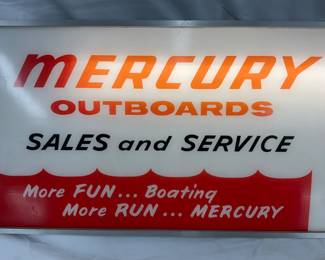 MERCURY
OUTBOARDS
SALES and SERVICE
More FUN... Boating
More RUN... MERCURY